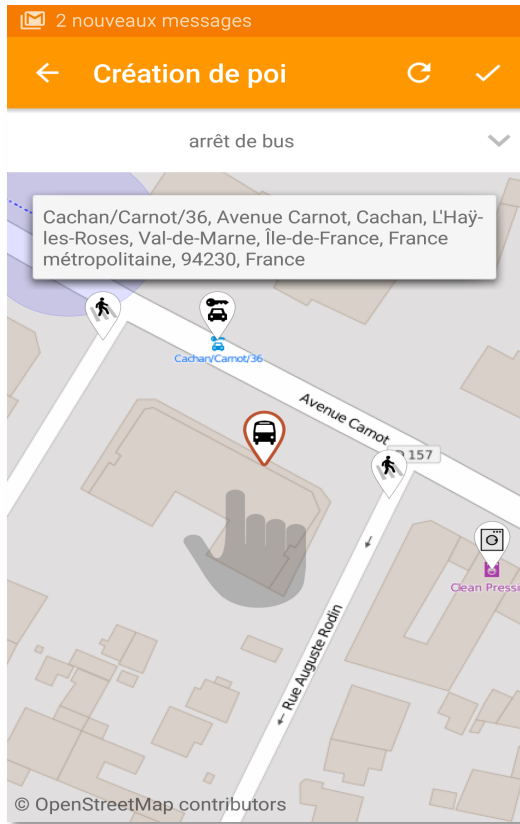 2 nouveaux messages
Création de poi
arrêt de bus
Cachan/Carnot/36, Avenue Carnot, Cachan, L'Haÿ-
les-Roses, Val-de-Marne, Île-de-France, France
métropolitaine, 94230, France
Cachan/Carnot/36
Avenue Carnot
157
Clean Pressi
← Rue Auguste Rodin ←
© OpenStreetMap contributors